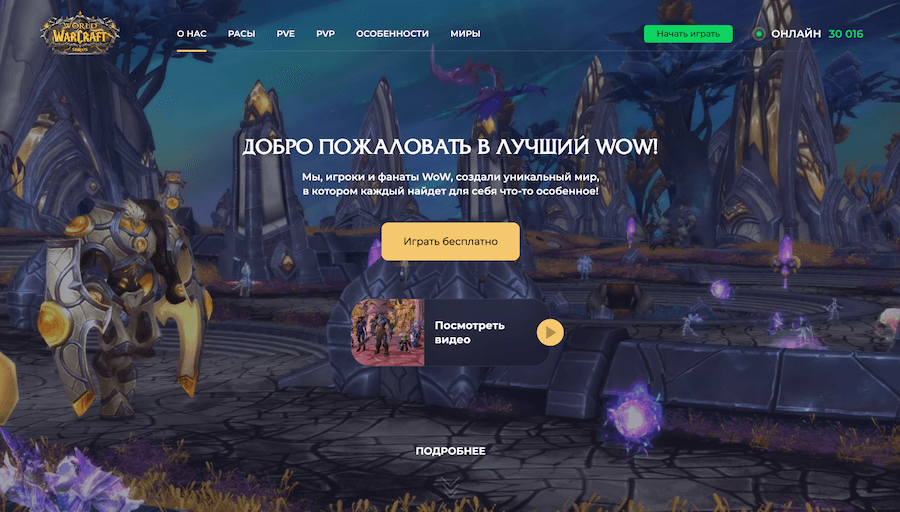 WORLD
WARCRAFT
SIRUS
О НАС
РАСЫ
PVE
PVP
ОСОБЕННОСТИ
МИРЫ
Начать играть
ОНЛАЙН 30 016
ДОБРО ПОЖАЛОВАТЬ В ЛУЧШИЙ WOW!
Мы, игроки и фанаты WoW, создали уникальный мир,
в котором каждый найдет для себя что-то особенное!
Играть бесплатно
Посмотреть
видео
ПОДРОБНЕЕ